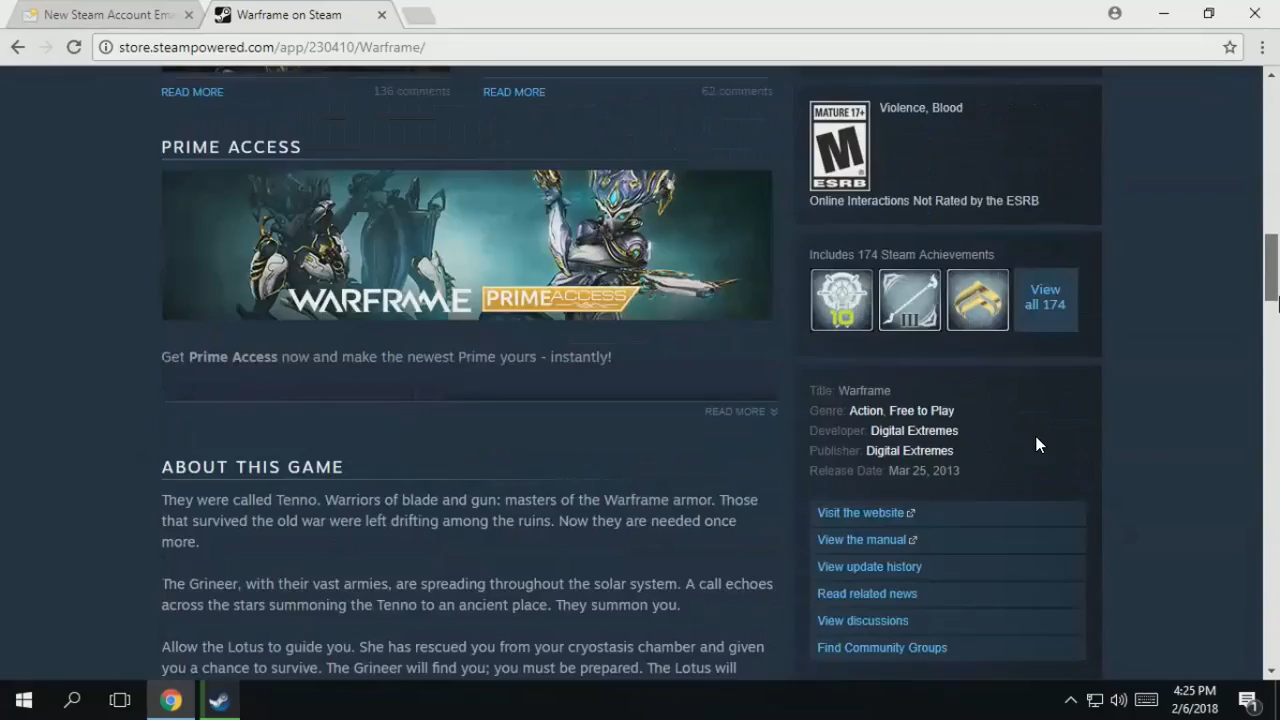 New Steam Account Ema
Warframe on Steam
store.steampowered.com/app/230410/Warframe/
READ MORE
136 comments
READ MORE
62 comments
PRIME ACCESS
WARFRAME PRIMEACCESS
Get Prime Access now and make the newest Prime yours - instantly!
READ MORE
ABOUT THIS GAME
They were called Tenno. Warriors of blade and gun: masters of the Warframe armor. Those
that survived the old war were left drifting among the ruins. Now they are needed once
more.
The Grineer, with their vast armies, are spreading throughout the solar system. A call echoes
across the stars summoning the Tenno to an ancient place. They summon you.
Allow the Lotus to guide you. She has rescued you from your cryostasis chamber and given
you a chance to survive. The Grineer will find you; you must be prepared. The Lotus will
MATURE 17+
M
ESRB
Violence, Blood
Online Interactions Not Rated by the ESRB
Includes 174 Steam Achievements
10
III
View
all 174
Title: Warframe
Genre: Action, Free to Play
Developer: Digital Extremes
Publisher: Digital Extremes
Release Date: Mar 25, 2013
Visit the website
View the manual
View update history
Read related news
View discussions
Find Community Groups
4:25 PM
2/6/2018
1